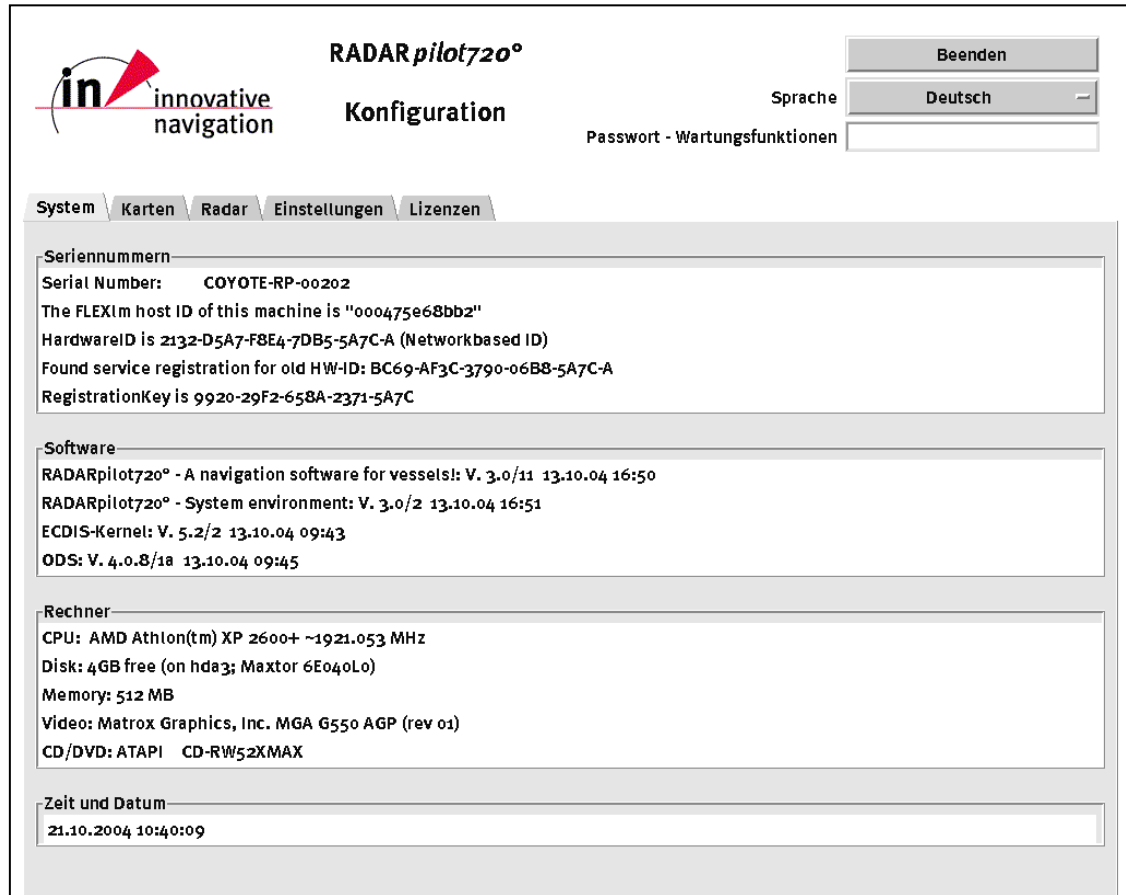 in innovative
navigation
RADARpilot720°
Konfiguration
Beenden
Sprache Deutsch
Passwort - Wartungsfunktionen
System Karten Radar Einstellungen Lizenzen
Seriennummern
Serial Number: COYOTE-RP-00202
The FLEXlm host ID of this machine is "000475e68bb2"
HardwareID is 2132-D5A7-F8E4-7DB5-5A7C-A (Networkbased ID)
Found service registration for old HW-ID: BC69-AF3C-3790-06B8-5A7C-A
RegistrationKey is 9920-29F2-658A-2371-5A7C
Software
RADARpilot720° - A navigation software for vessels!: V. 3.0/11 13.10.04 16:50
RADARpilot720° - System environment: V. 3.0/2 13.10.04 16:51
ECDIS-Kernel: V. 5.2/2 13.10.04 09:43
ODS: V. 4.0.8/1a 13.10.04 09:45
Rechner
CPU: AMD Athlon(tm) XP 2600+ ~1921.053 MHz
Disk: 4GB free (on hda3; Maxtor 6E040L0)
Memory: 512 MB
Video: Matrox Graphics, Inc. MGA G550 AGP (rev 01)
CD/DVD: ATAPI CD-RW52XMAX
Zeit und Datum
21.10.2004 10:40:09